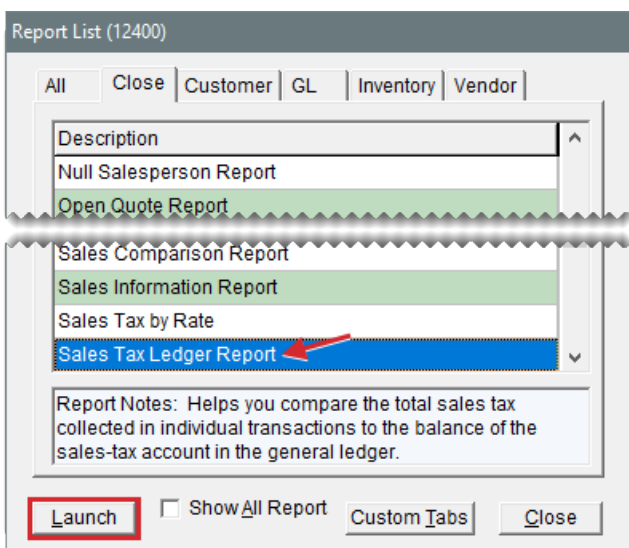 Report List (12400)
All Close Customer GL Inventory Vendor
Description
Null Salesperson Report
Open Quote Report
Sales Comparison Report
Sales Information Report
Sales Tax by Rate
Sales Tax Ledger Report
Report Notes: Helps you compare the total sales tax
collected in individual transactions to the balance of the
sales-tax account in the general ledger.
Launch Show All Report Custom Tabs Close